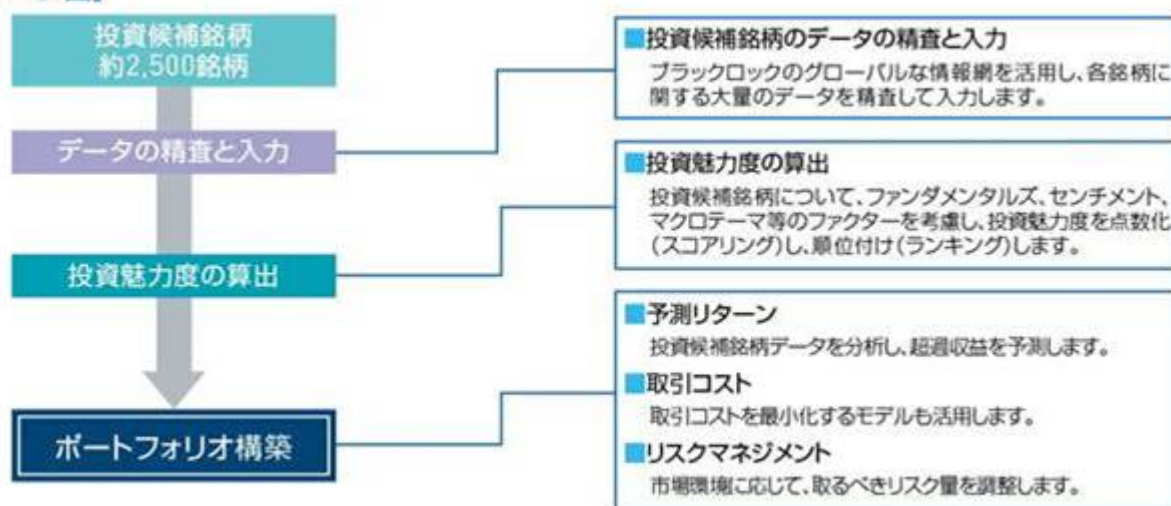 投資候補銘柄
約2,500銘柄
データの精査と入力
投資魅力度の算出
ポートフォリオ構築
■投資候補銘柄のデータの精査と入力
ブラックロックのグローバルな情報網を活用し、各銘柄に
関する大量のデータを精査して入力します。
■投資魅力度の算出
投資候補銘柄について、ファンダメンタルズ、センチメント、
マクロテーマ等のファクターを考慮し、投資魅力度を点数化
(スコアリング)し、順位付け(ランキング)します。
■予測リターン
投資候補銘柄データを分析し、超過収益を予測します。
■取引コスト
取引コストを最小化するモデルも活用します。
■リスクマネジメント
市場環境に応じて、取るべきリスク量を調整します。